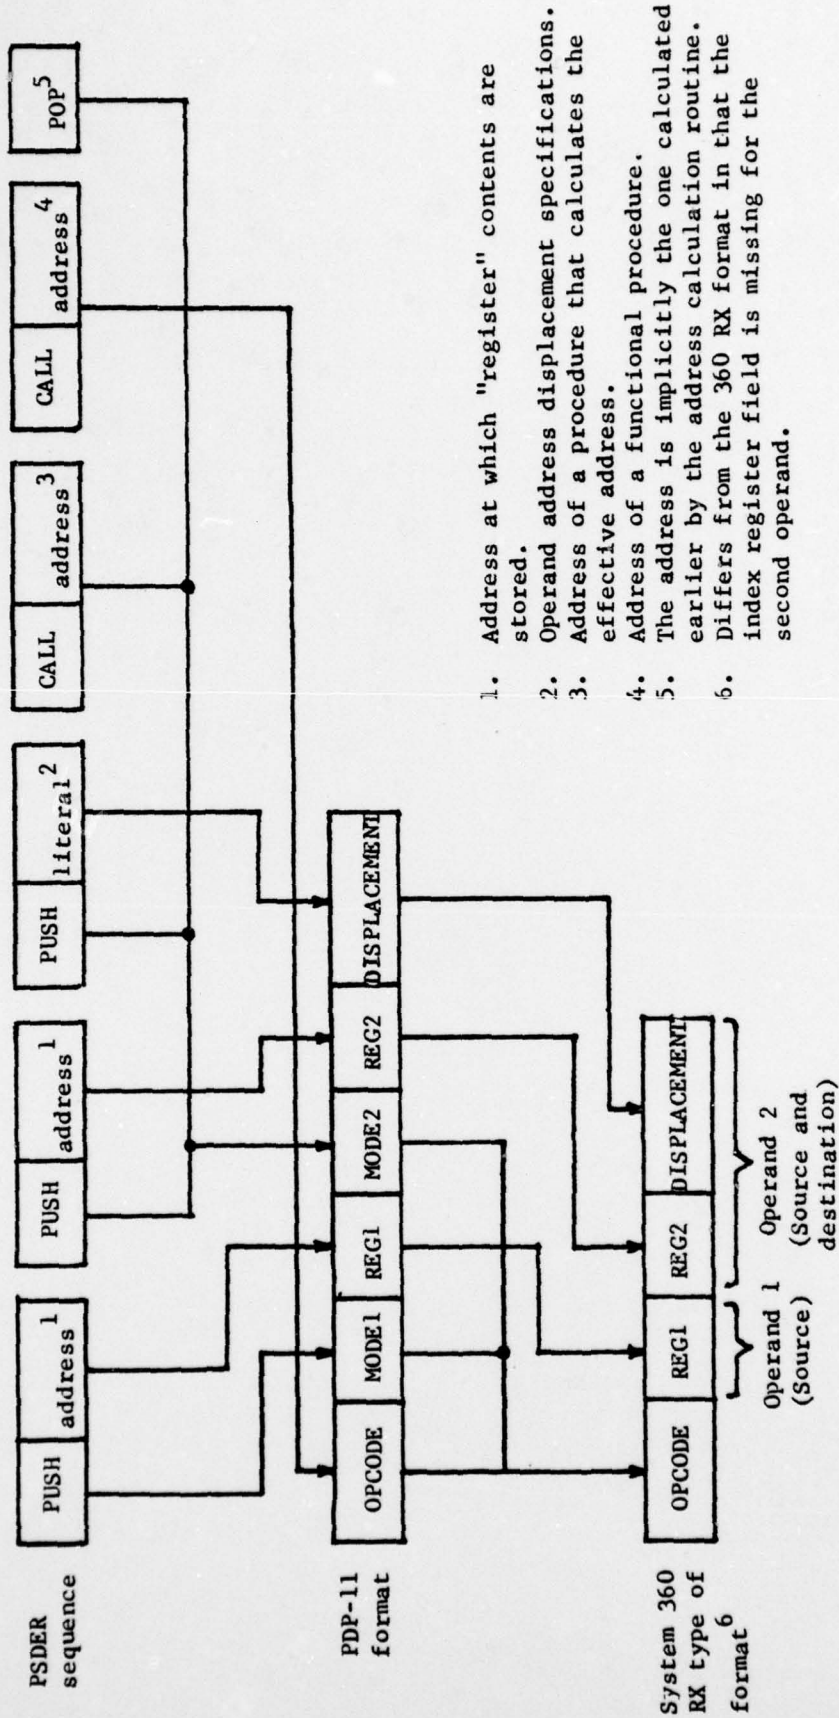 PSDER
sequence
PUSH address1
PUSH address1
PUSH literal2
CALL address3
CALL address4
POP5
PDP-11
format
OPCODE MODE1 REG1 MODE2 REG2 DISPLACEMENT
System 360
RX type of
format6
OPCODE REG1 REG2 DISPLACEMENT
Operand 1
(Source)
Operand 2
(Source and
destination)
1. Address at which "register" contents are
stored.
2. Operand address displacement specifications.
3. Address of a procedure that calculates the
effective address.
4. Address of a functional procedure.
5. The address is implicitly the one calculated
earlier by the address calculation routine.
6. Differs from the 360 RX format in that the
index register field is missing for the
second operand.